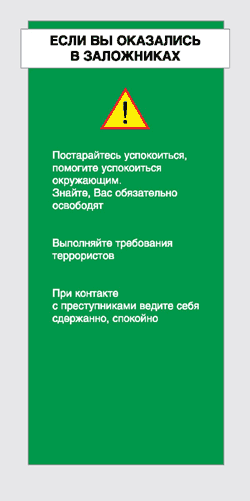 ЕСЛИ ВЫ ОКАЗАЛИСЬ
В ЗАЛОЖНИКАХ
!
Постарайтесь успокоиться,
помогите успокоиться
окружающим.
Знайте, Вас обязательно
освободят
Выполняйте требования
террористов
При контакте
с преступниками ведите себя
сдержанно, спокойно